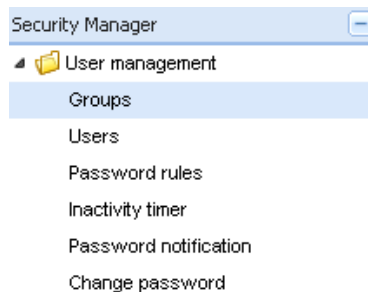 Security Manager
User management
Groups
Users
Password rules
Inactivity timer
Password notification
Change password